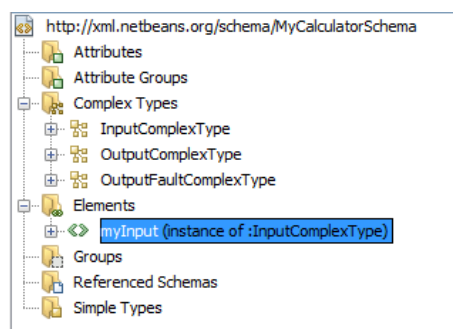 http://xml.netbeans.org/schema/MyCalculatorSchema
Attributes
Attribute Groups
Complex Types
InputComplexType
OutputComplexType
OutputFaultComplexType
Elements
myInput (instance of :InputComplexType)
Groups
Referenced Schemas
Simple Types